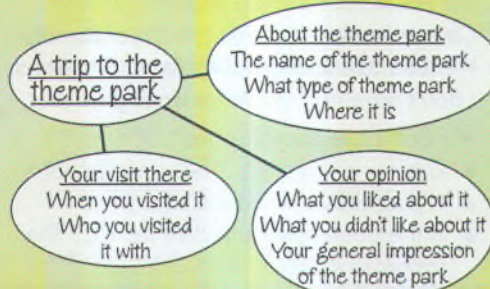 A trip to the
theme park
About the theme park
The name of the theme park
What type of theme park
Where it is
Your visit there
When you visited it
Who you visited
it with
Your opinion
What you liked about it
What you didn't like about it
Your general impression
of the theme park